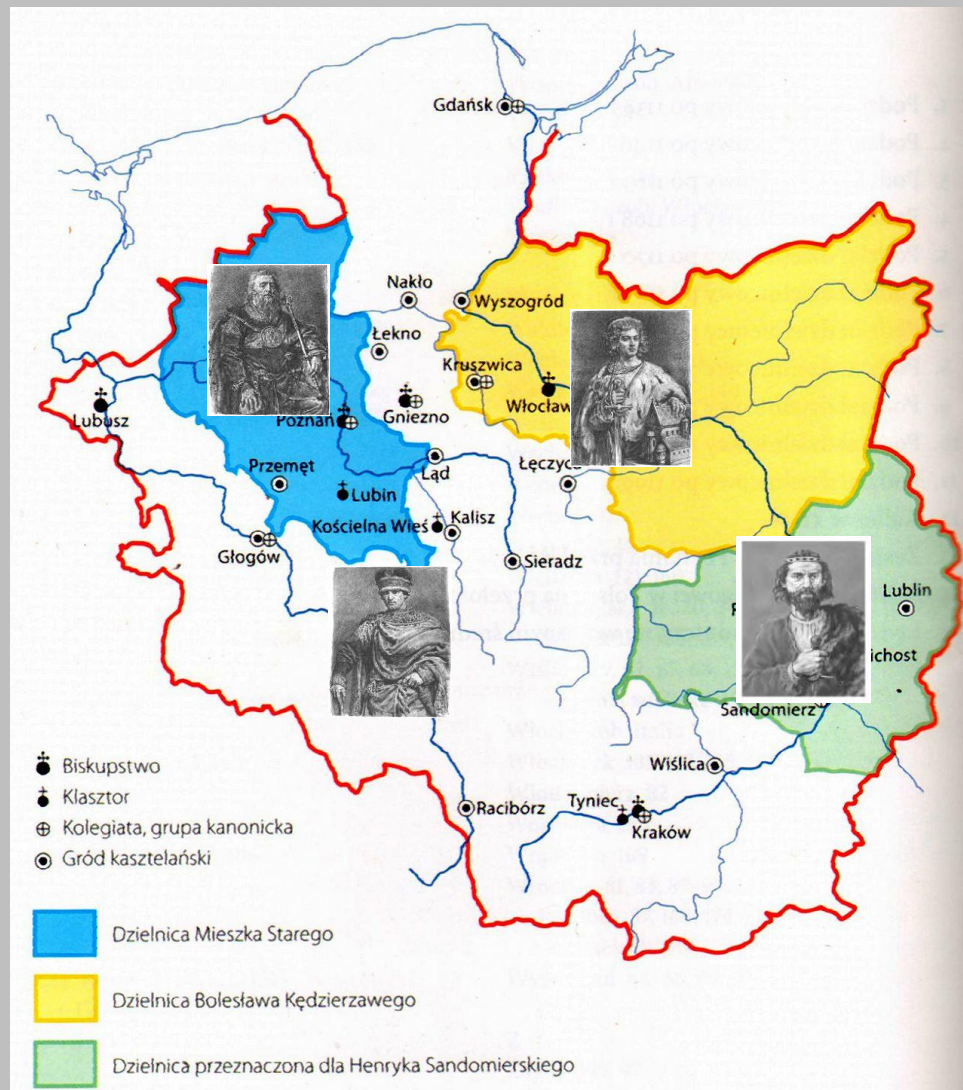 Gdańsk
Nakło
Wyszogród
Łekno
Kruszwica
Włocław
Gniezno
Lubusz
Poznań
Łęczyca
Ląd
Przemęt
Lubin
Kościelna Wieś
Kalisz
Głogów
Sieradz
Lublin
ichost
Sandomierz
Wiślica
Racibórz
Tyniec
Kraków
Biskupstwo
Klasztor
Kolegiata, grupa kanonicka
Gród kasztelański
Dzielnica Mieszka Starego
Dzielnica Bolesława Kędzierzawego
Dzielnica przeznaczona dla Henryka Sandomierskiego